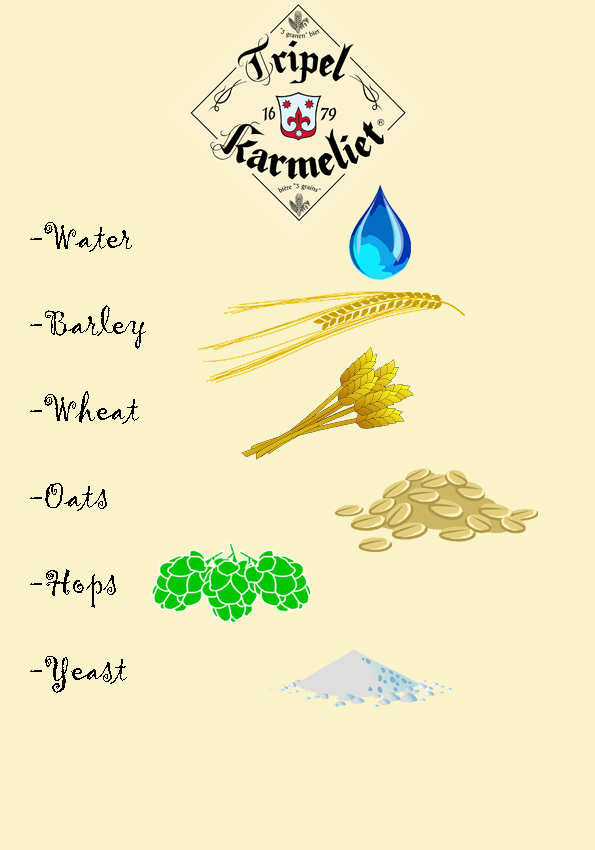 "3 granen" bier
Tripel
16 79
Karmeliet®
bière "3 grains"
-Water
-Barley
-Wheat
-Oats
-Hops
-Yeast